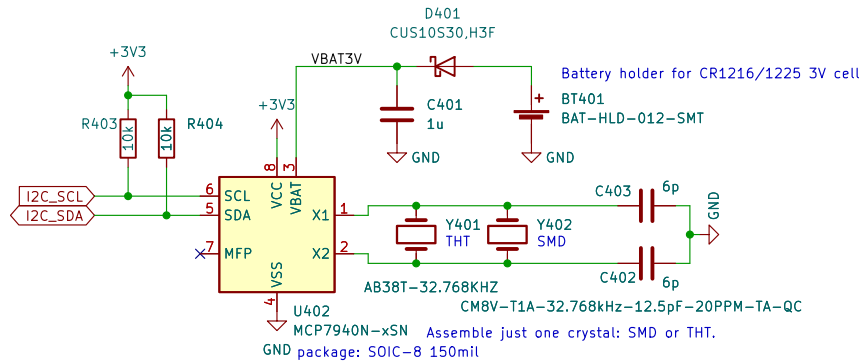 D401
CUS10S30,H3F
+3V3
VBAT3V
Battery holder for CR1216/1225 3V cell
+3V3
C401
1u
+
BT401
BAT-HLD-012-SMT
R403
10k
10k
R404
GND
GND
8
3
VCC
VBAT
I2C_SCL
6
SCL
I2C_SDA
5
SDA
7
MFP
X1
1
X2
2
VSS
4
C403
6p
GND
Y401
THT
Y402
SMD
C402
6p
AB38T-32.768KHZ
CM8V-T1A-32.768kHz-12.5pF-20PPM-TA-QC
U402
MCP7940N-xSN
Assemble just one crystal: SMD or THT.
GND
package: SOIC-8 150mil